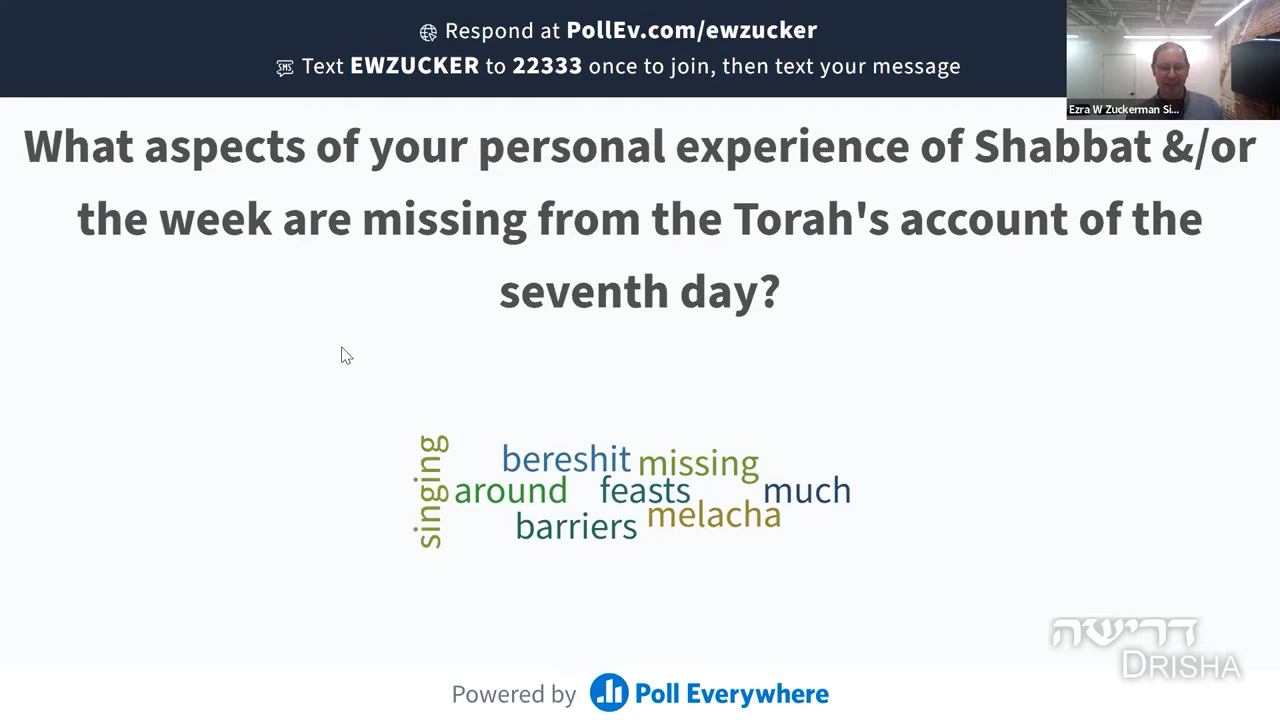 Respond at PollEv.com/ewzucker
Text EWZUCKER to 22333 once to join, then text your message
Ezra W Zuckerman Si...
What aspects of your personal experience of Shabbat &/or
the week are missing from the Torah's account of the
seventh day?
singing
bereshit missing
around feasts much
barriers melacha
דרישה
DRISHA
Powered by Poll Everywhere